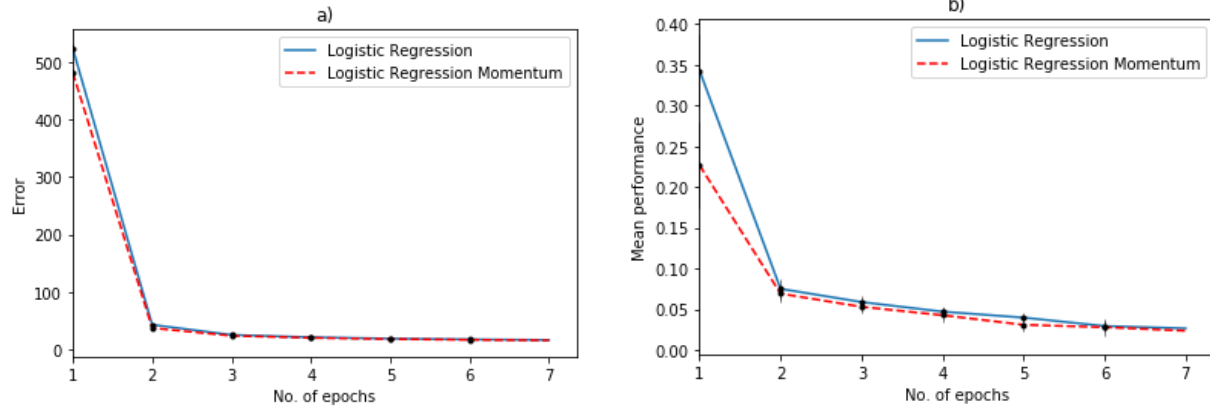 a)
Logistic Regression
Logistic Regression Momentum
500
400
300
200
100
0
Error
1 2 3 4 5 6 7
No. of epochs
b)
Logistic Regression
Logistic Regression Momentum
0.40
0.35
0.30
0.25
0.20
0.15
0.10
0.05
0.00
Mean performance
1 2 3 4 5 6 7
No. of epochs